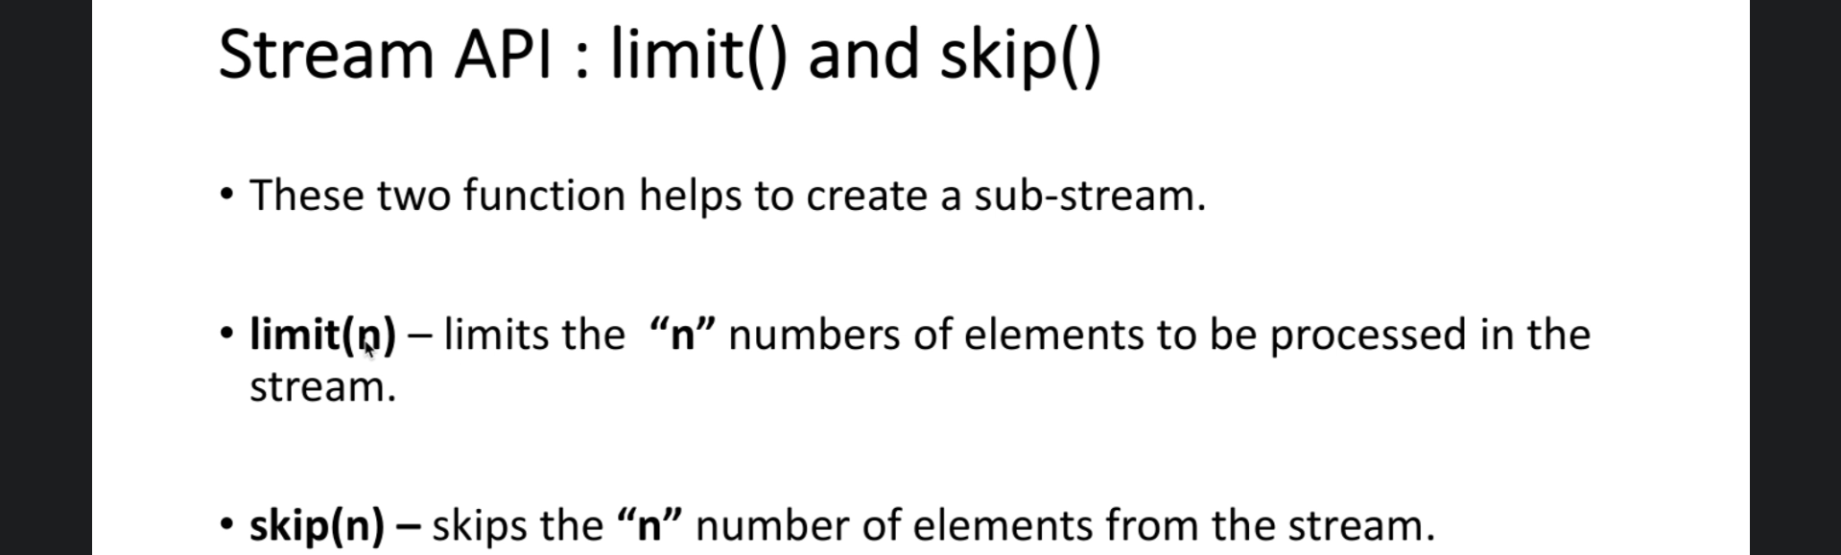 Stream API : limit() and skip()
• These two function helps to create a sub-stream.
• limit(n) – limits the “n” numbers of elements to be processed in the
stream.
• skip(n) – skips the “n” number of elements from the stream.